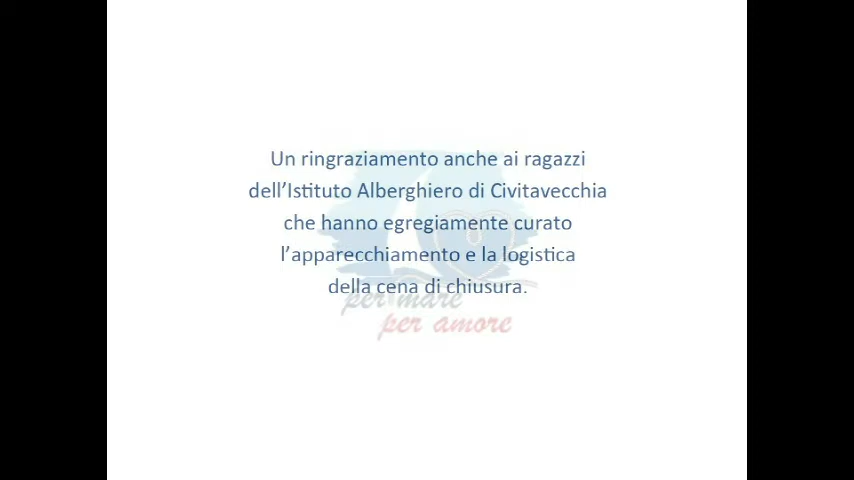 Un ringraziamento anche ai ragazzi
dell’Istituto Alberghiero di Civitavecchia
che hanno egregiamente curato
l’apparecchiamento e la logistica
della cena di chiusura.
per mare
per amore